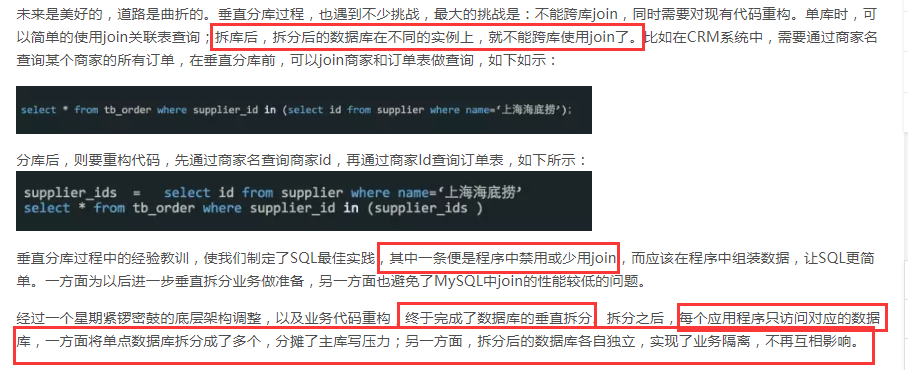 未来是美好的，道路是曲折的。垂直分库过程，也遇到不少挑战，最大的挑战是：不能跨库join，同时需要对现有代码重构。单库时，可
以简单的使用join关联表查询；拆库后，拆分后的数据库在不同的实例上，就不能跨库使用join了。比如在CRM系统中，需要通过商家名
查询某个商家的所有订单，在垂直分库前，可以join商家和订单表做查询，如下如示：
select * from tb_order where supplier_id in (select id from supplier where name=‘上海海底捞’);
分库后，则要重构代码，先通过商家名查询商家id，再通过商家Id查询订单表，如下所示：
supplier_ids = select id from supplier where name=‘上海海底捞’
select * from tb_order where supplier_id in (supplier_ids )
垂直分库过程中的经验教训，使我们制定了SQL最佳实践，其中一条便是程序中禁用或少用join，而应该在程序中组装数据，让SQL更简
单。一方面为以后进一步垂直拆分业务做准备，另一方面也避免了MySQL中join的性能较低的问题。
经过一个星期紧锣密鼓的底层架构调整，以及业务代码重构，终于完成了数据库的垂直拆分。拆分之后，每个应用程序只访问对应的数据
库，一方面将单点数据库拆分成了多个，分摊了主库写压力；另一方面，拆分后的数据库各自独立，实现了业务隔离，不再互相影响。